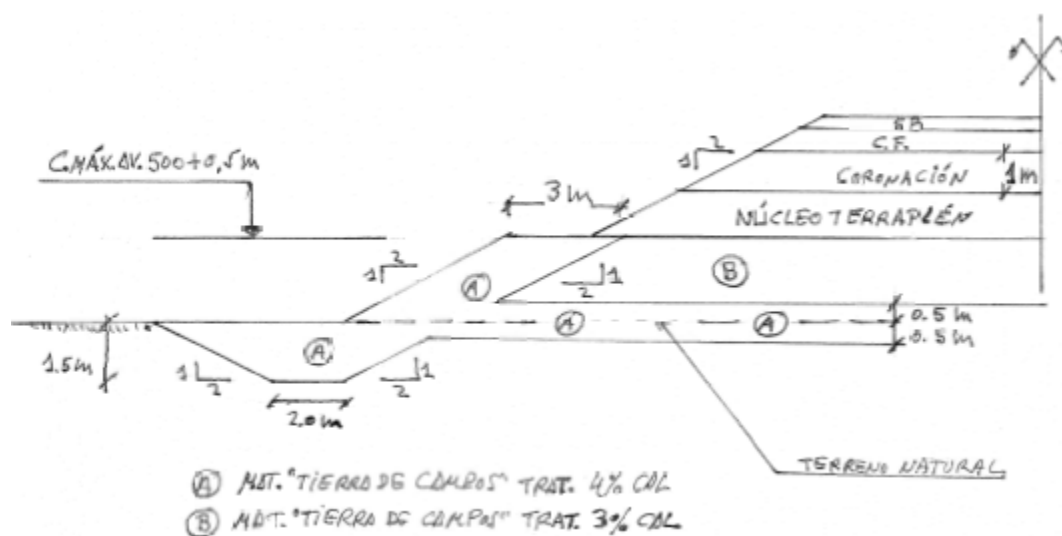 S.B.
C.F.
CORONACIÓN
1m
NÚCLEO TERRAPLÉN
C.MÁX.AV.500+0,5m
1
2
1
2
3m
1
2
A
B
1
2
A
A
0.5m
0.5m
A
1.5m
1
2
1
2
2.0m
TERRENO NATURAL
A MAT. "TIERRA DE CAMPOS" TRAT. 4% CAL
B MAT. "TIERRA DE CAMPOS" TRAT. 3% CAL